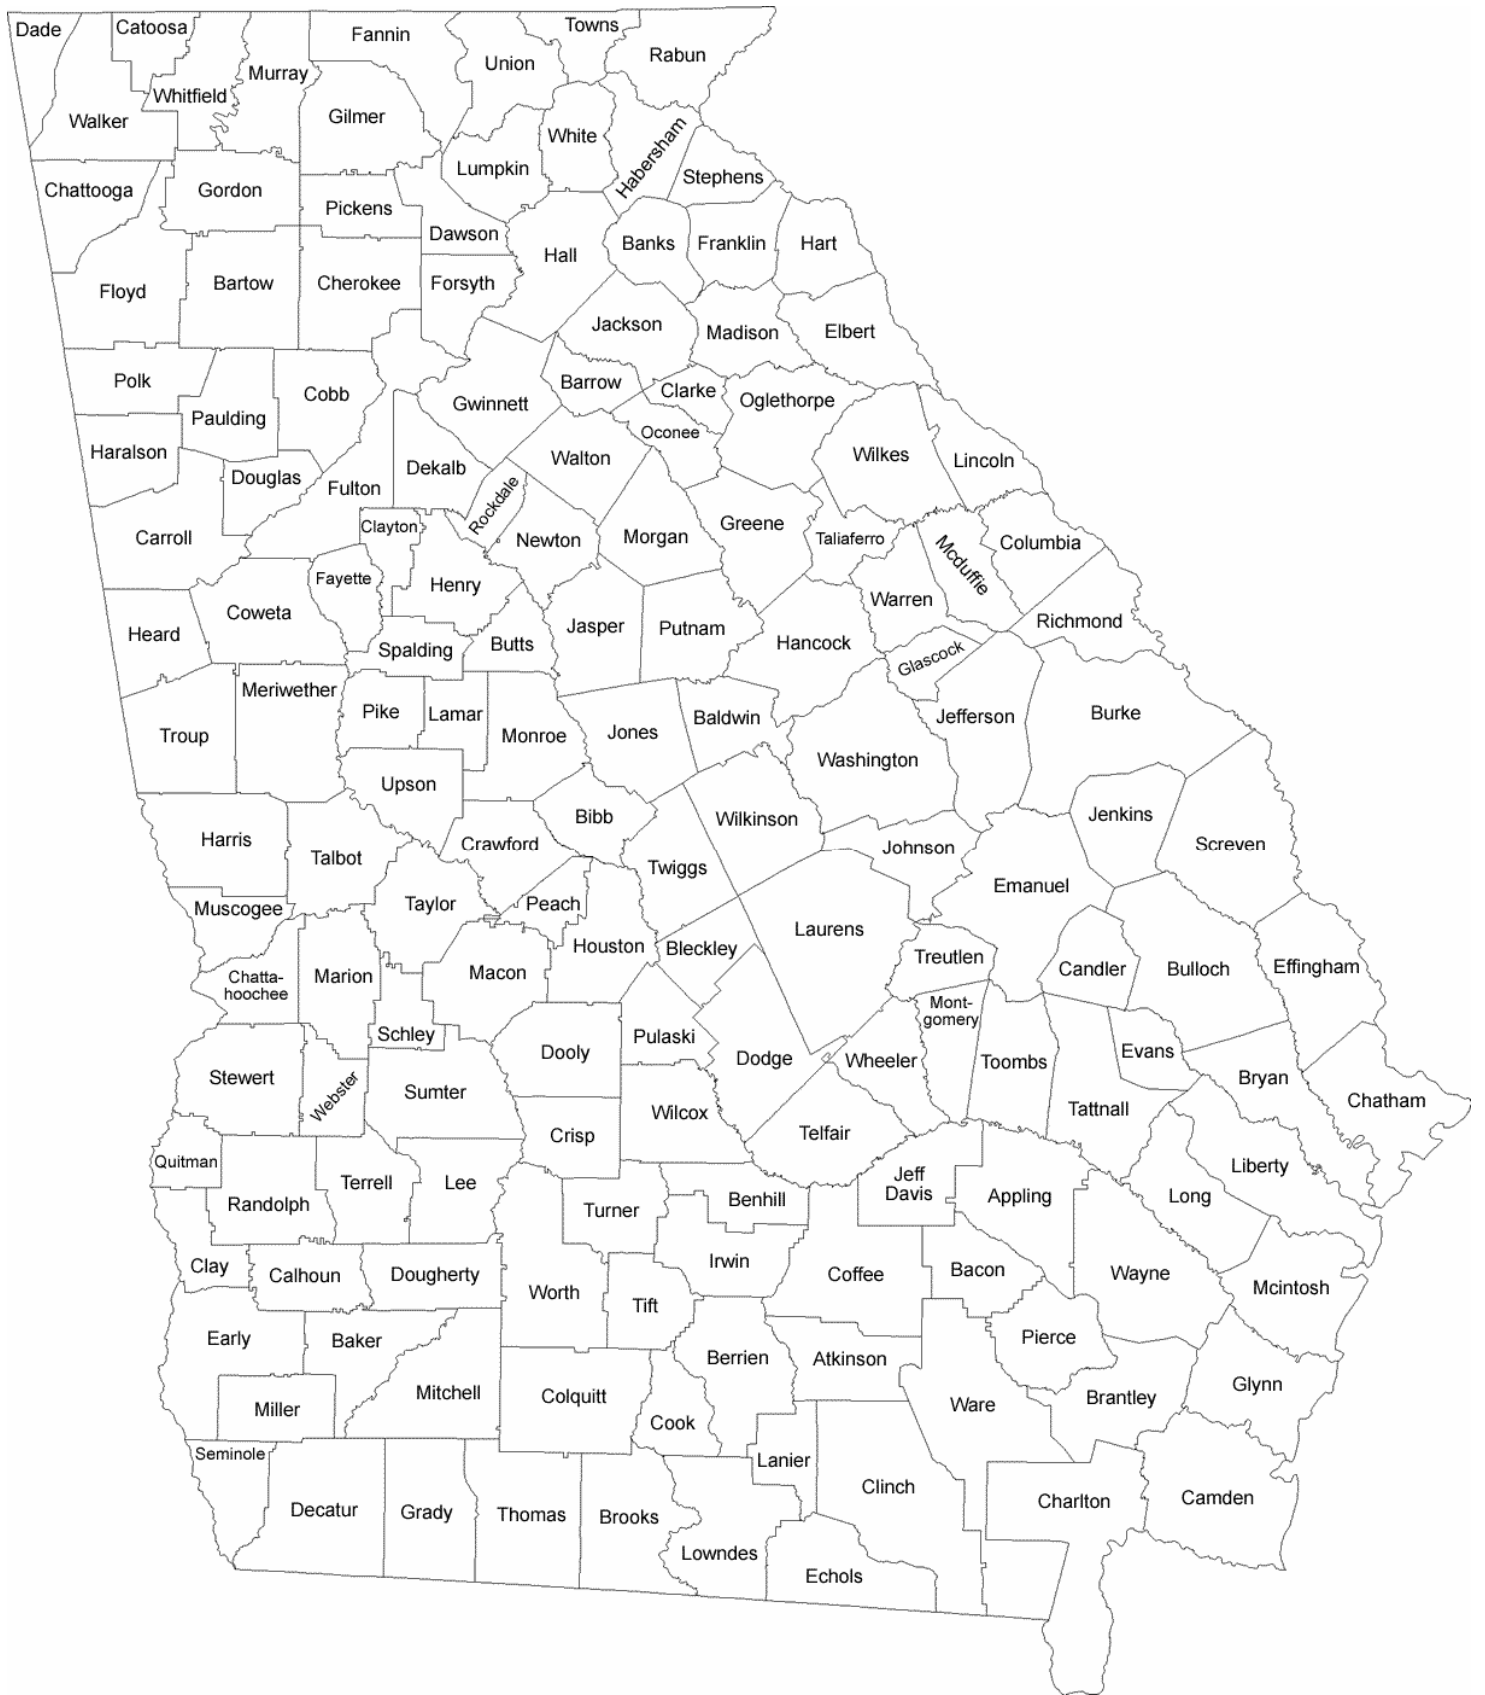 Dade
Catoosa
Fannin
Towns
Union
Rabun
Murray
Whitfield
Walker
Gilmer
White
Habersham
Lumpkin
Stephens
Chattooga
Gordon
Pickens
Dawson
Hall
Banks
Franklin
Hart
Floyd
Bartow
Cherokee
Forsyth
Jackson
Madison
Elbert
Polk
Paulding
Cobb
Gwinnett
Barrow
Clarke
Oglethorpe
Haralson
Douglas
Fulton
Dekalb
Walton
Oconee
Wilkes
Lincoln
Carroll
Clayton
Rockdale
Newton
Morgan
Greene
Taliaferro
Mcduffie
Columbia
Fayette
Henry
Heard
Coweta
Spalding
Butts
Jasper
Putnam
Hancock
Warren
Glascock
Richmond
Troup
Meriwether
Pike
Lamar
Monroe
Jones
Baldwin
Washington
Jefferson
Burke
Upson
Harris
Talbot
Crawford
Bibb
Twiggs
Wilkinson
Johnson
Jenkins
Screven
Muscogee
Taylor
Peach
Emanuel
Houston
Bleckley
Laurens
Treutlen
Candler
Bulloch
Effingham
Chatta-
hoochee
Marion
Macon
Schley
Dooly
Pulaski
Dodge
Wheeler
Mont-
gomery
Toombs
Evans
Bryan
Stewert
Webster
Sumter
Crisp
Wilcox
Telfair
Tattnall
Chatham
Quitman
Randolph
Terrell
Lee
Turner
Benhill
Jeff
Davis
Appling
Long
Liberty
Clay
Calhoun
Dougherty
Worth
Tift
Irwin
Coffee
Bacon
Wayne
Mcintosh
Early
Baker
Mitchell
Colquitt
Berrien
Atkinson
Pierce
Miller
Cook
Ware
Brantley
Glynn
Seminole
Decatur
Grady
Thomas
Brooks
Lanier
Lowndes
Clinch
Echols
Charlton
Camden